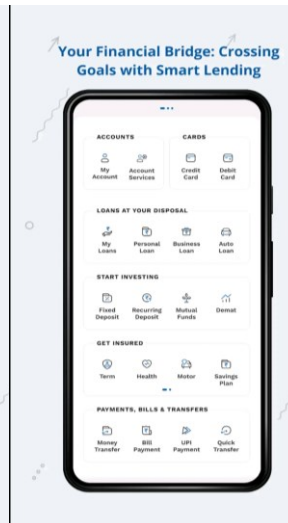 Your Financial Bridge: Crossing
Goals with Smart Lending
ACCOUNTS CARDS
My Account Account Services Credit Card Debit Card
LOANS AT YOUR DISPOSAL
My Loans Personal Loan Business Loan Auto Loan
START INVESTING
Fixed Deposit Recurring Deposit Mutual Funds Demat
GET INSURED
Term Health Motor Savings Plan
PAYMENTS, BILLS & TRANSFERS
Money Transfer Bill Payment UPI Payment Quick Transfer